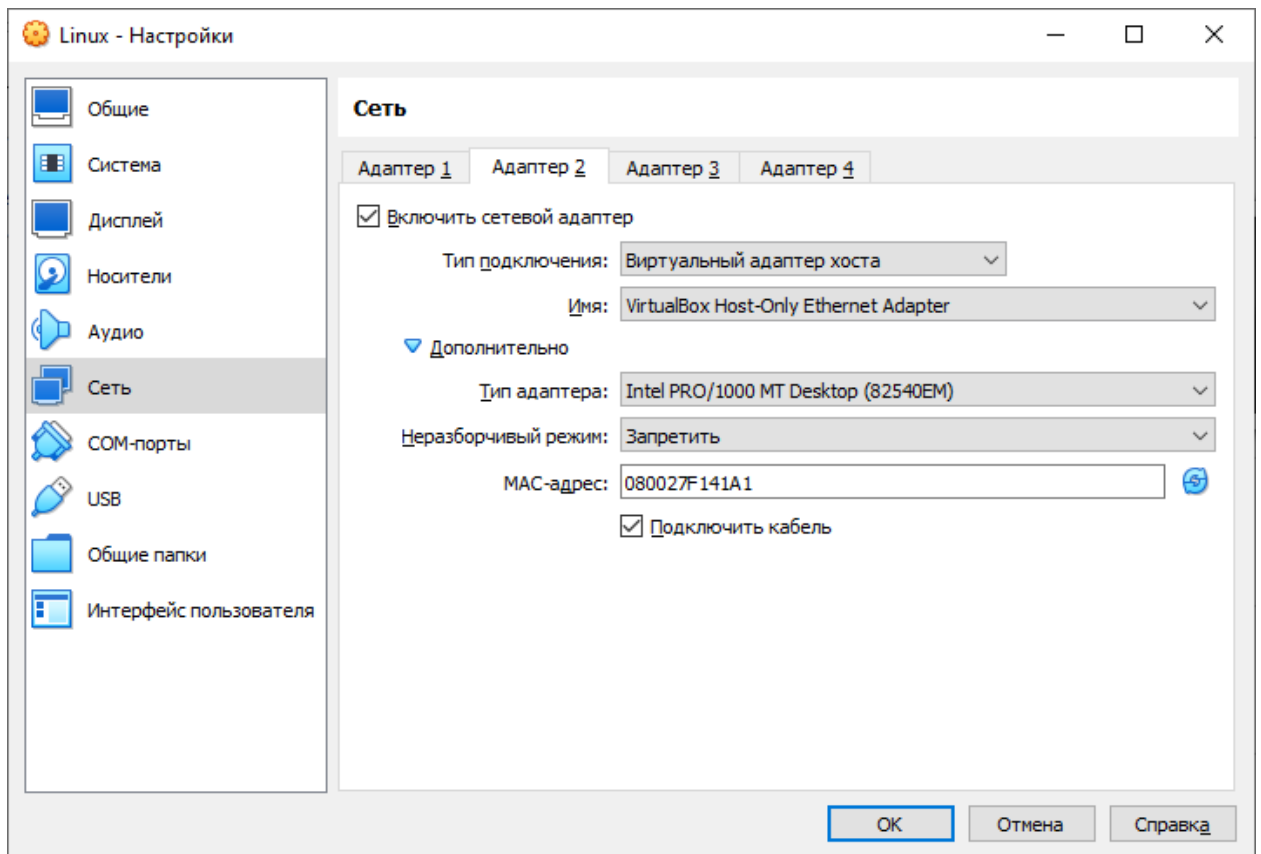 Linux - Настройки
Общие
Система
Дисплей
Носители
Аудио
Сеть
COM-порты
USB
Общие папки
Интерфейс пользователя
Сеть
Адаптер 1 Адаптер 2 Адаптер 3 Адаптер 4
Включить сетевой адаптер
Тип подключения: Виртуальный адаптер хоста
Имя: VirtualBox Host-Only Ethernet Adapter
Дополнительно
Тип адаптера: Intel PRO/1000 MT Desktop (82540EM)
Неразборчивый режим: Запретить
MAC-адрес: 080027F141A1
Подключить кабель
OK Отмена Справка